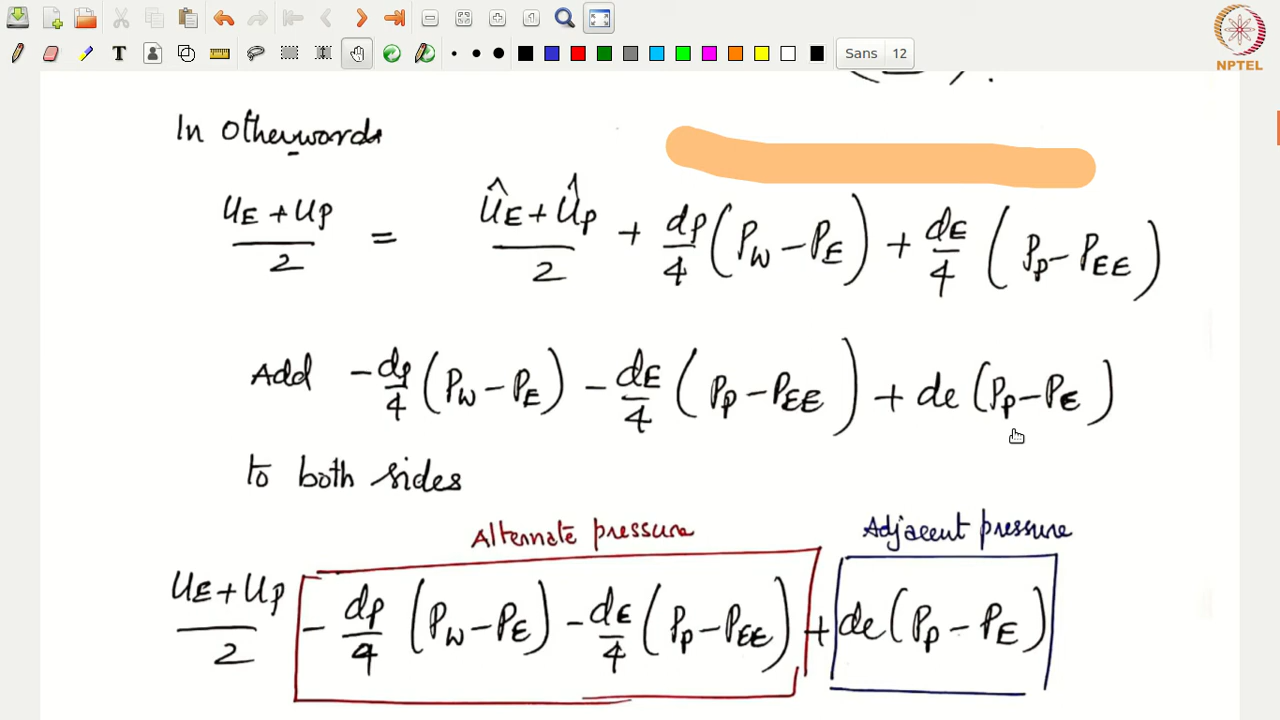 T Sans 12
NPTEL
In Otherwords
uE + uP / 2 = ûE + ûP / 2 + dp/4 (Pw - PE) + dE/4 (Pp - PEE)
Add - dp/4 (Pw - PE) - dE/4 (Pp - PEE) + de (Pp - PE)
to both sides
Alternate pressure Adjacent pressure
uE + uP / 2 - dp/4 (Pw - PE) - dE/4 (Pp - PEE) + de (Pp - PE)